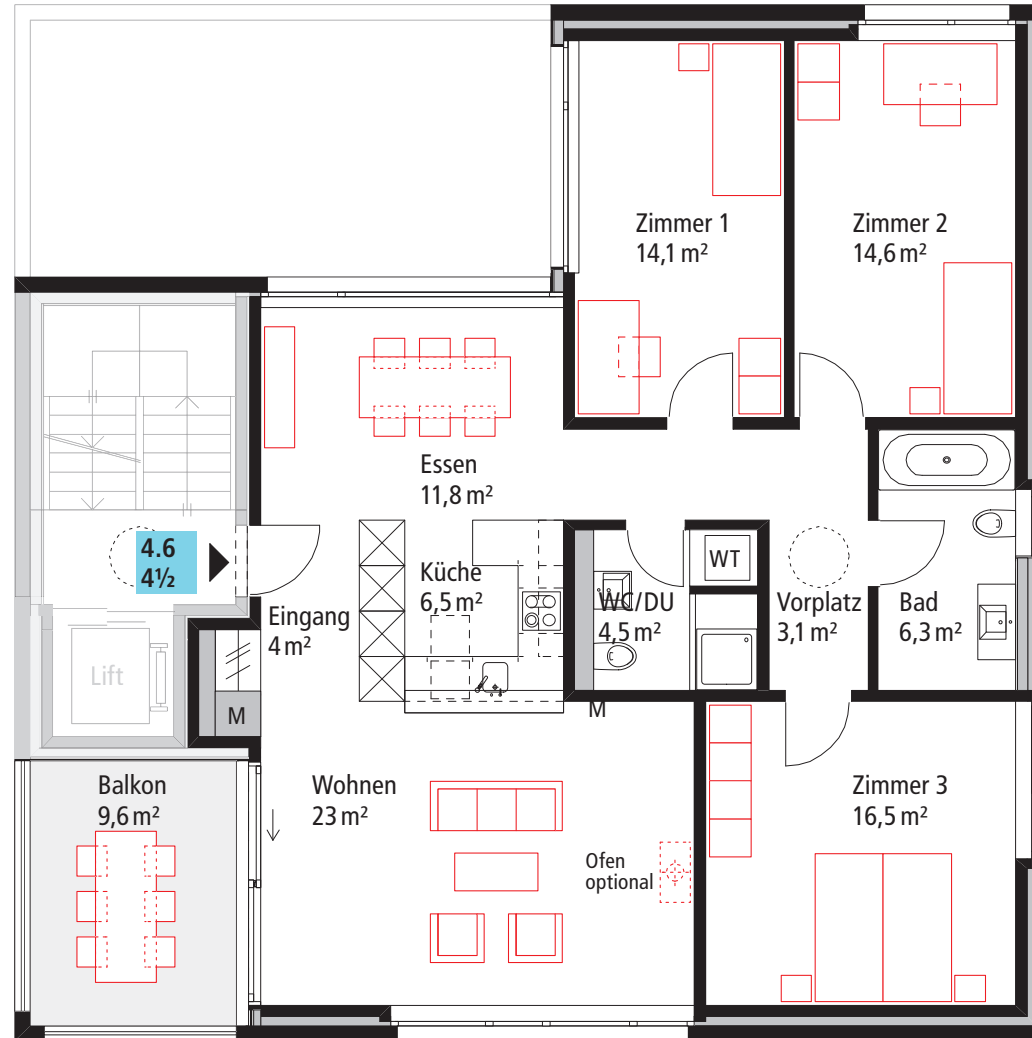 Zimmer 1
14,1 m²
Zimmer 2
14,6 m²
Essen
11,8 m²
4.6
4½
Küche
6,5 m²
WT
Eingang
4 m²
WC/DU
4,5 m²
Vorplatz
3,1 m²
Bad
6,3 m²
Lift
M
M
Balkon
9,6 m²
Wohnen
23 m²
Zimmer 3
16,5 m²
Ofen
optional